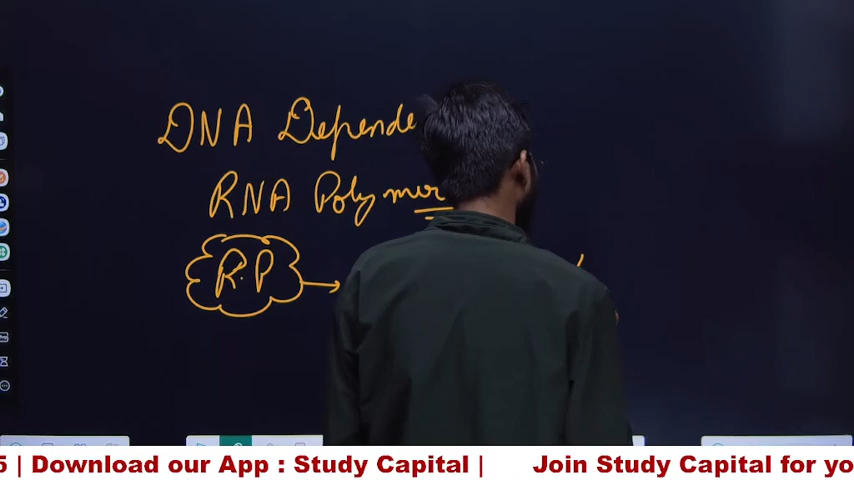 DNA Depende
RNA Polymer
R.P
5 | Download our App : Study Capital | Join Study Capital for yo